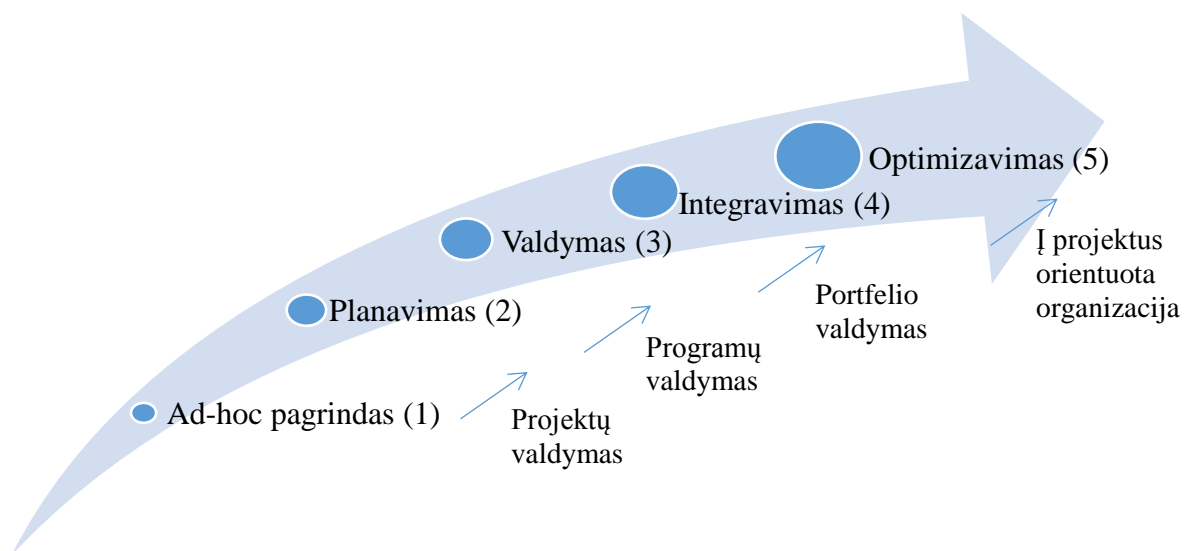 Optimizavimas (5)
Integravimas (4)
Valdymas (3)
Į projektus
orientuota
organizacija
Planavimas (2)
Portfelio
valdymas
Programų
valdymas
Ad-hoc pagrindas (1)
Projektų
valdymas